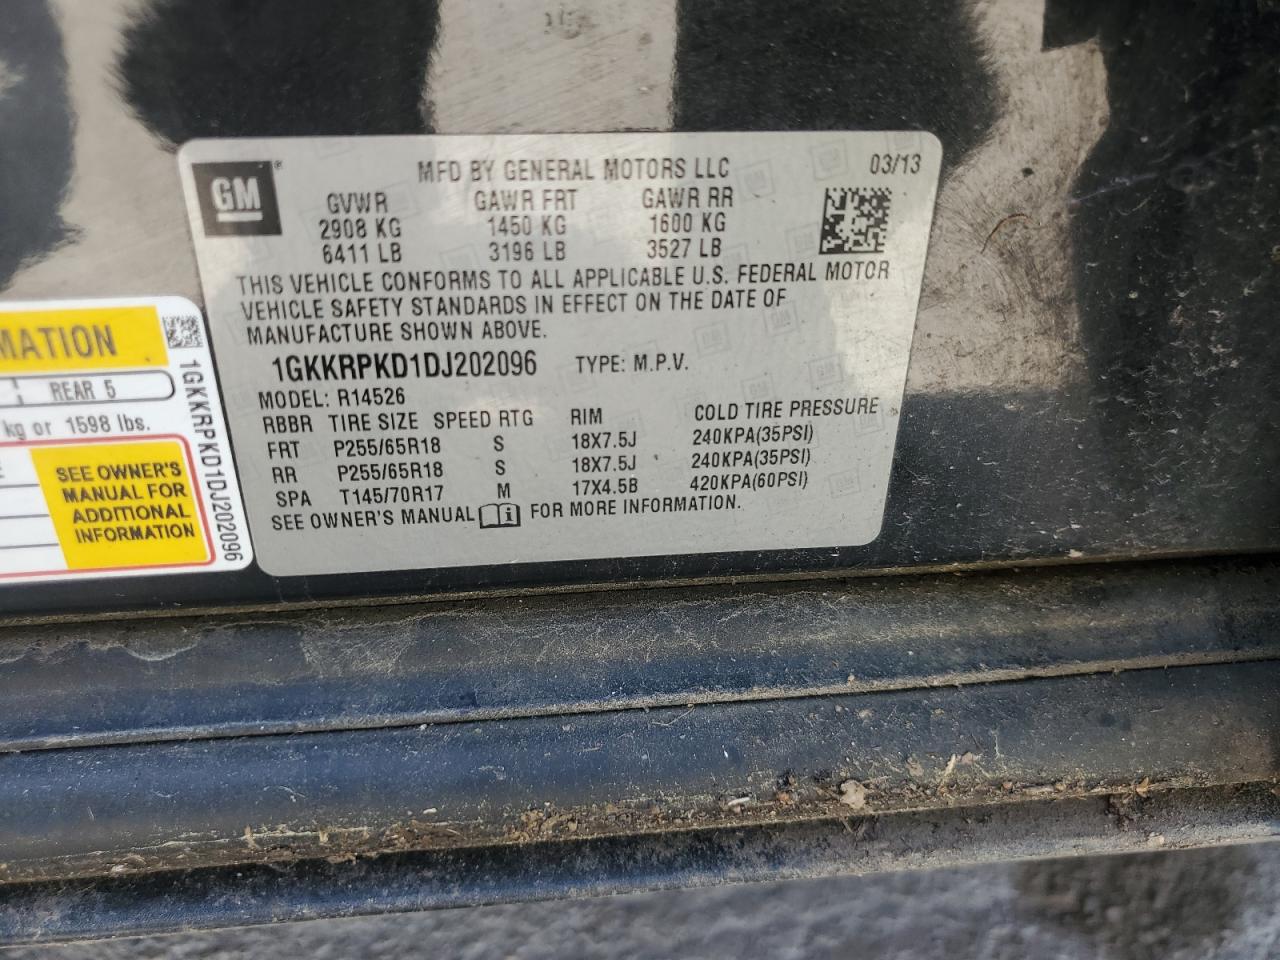 GM
MFD BY GENERAL MOTORS LLC 03/13
GVWR GAWR FRT GAWR RR
2908 KG 1450 KG 1600 KG
6411 LB 3196 LB 3527 LB
THIS VEHICLE CONFORMS TO ALL APPLICABLE U.S. FEDERAL MOTOR
VEHICLE SAFETY STANDARDS IN EFFECT ON THE DATE OF
MANUFACTURE SHOWN ABOVE.
1GKKRPKD1DJ202096 TYPE: M.P.V.
MODEL: R14526
RBBR TIRE SIZE SPEED RTG RIM COLD TIRE PRESSURE
FRT P255/65R18 S 18X7.5J 240KPA(35PSI)
RR P255/65R18 S 18X7.5J 240KPA(35PSI)
SPA T145/70R17 M 17X4.5B 420KPA(60PSI)
SEE OWNER'S MANUAL i FOR MORE INFORMATION.
MATION
REAR 5
kg or 1598 lbs.
SEE OWNER'S
MANUAL FOR
ADDITIONAL
INFORMATION
1GKKRPKD1DJ202096